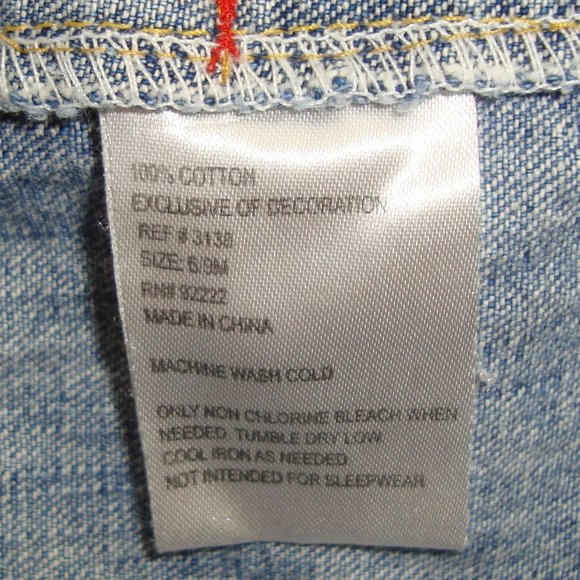 100% COTTON
EXCLUSIVE OF DECORATION
REF # 3138
SIZE: 6/9M
RN# 92222
MADE IN CHINA
MACHINE WASH COLD
ONLY NON CHLORINE BLEACH WHEN
NEEDED. TUMBLE DRY LOW.
COOL IRON AS NEEDED.
NOT INTENDED FOR SLEEPWEAR